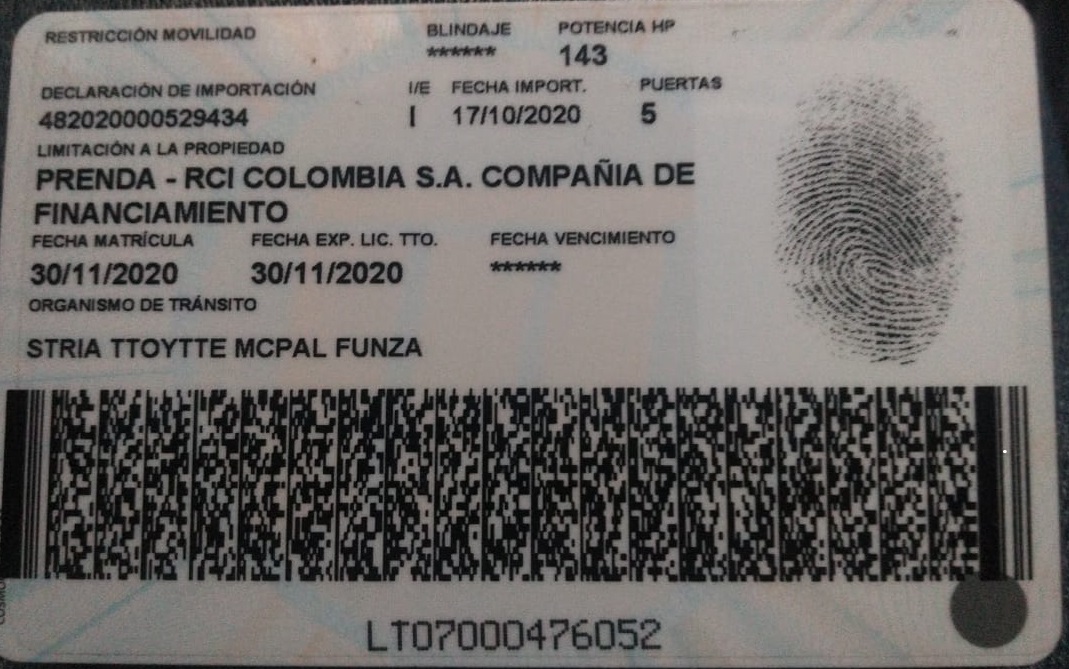 RESTRICCIÓN MOVILIDAD BLINDAJE POTENCIA HP
****** 143
DECLARACIÓN DE IMPORTACIÓN I/E FECHA IMPORT. PUERTAS
482020000529434 I 17/10/2020 5
LIMITACIÓN A LA PROPIEDAD
PRENDA - RCI COLOMBIA S.A. COMPAÑIA DE
FINANCIAMIENTO
FECHA MATRÍCULA FECHA EXP. LIC. TTO. FECHA VENCIMIENTO
30/11/2020 30/11/2020 ******
ORGANISMO DE TRÁNSITO
STRIA TTOYTTE MCPAL FUNZA
LT07000476052